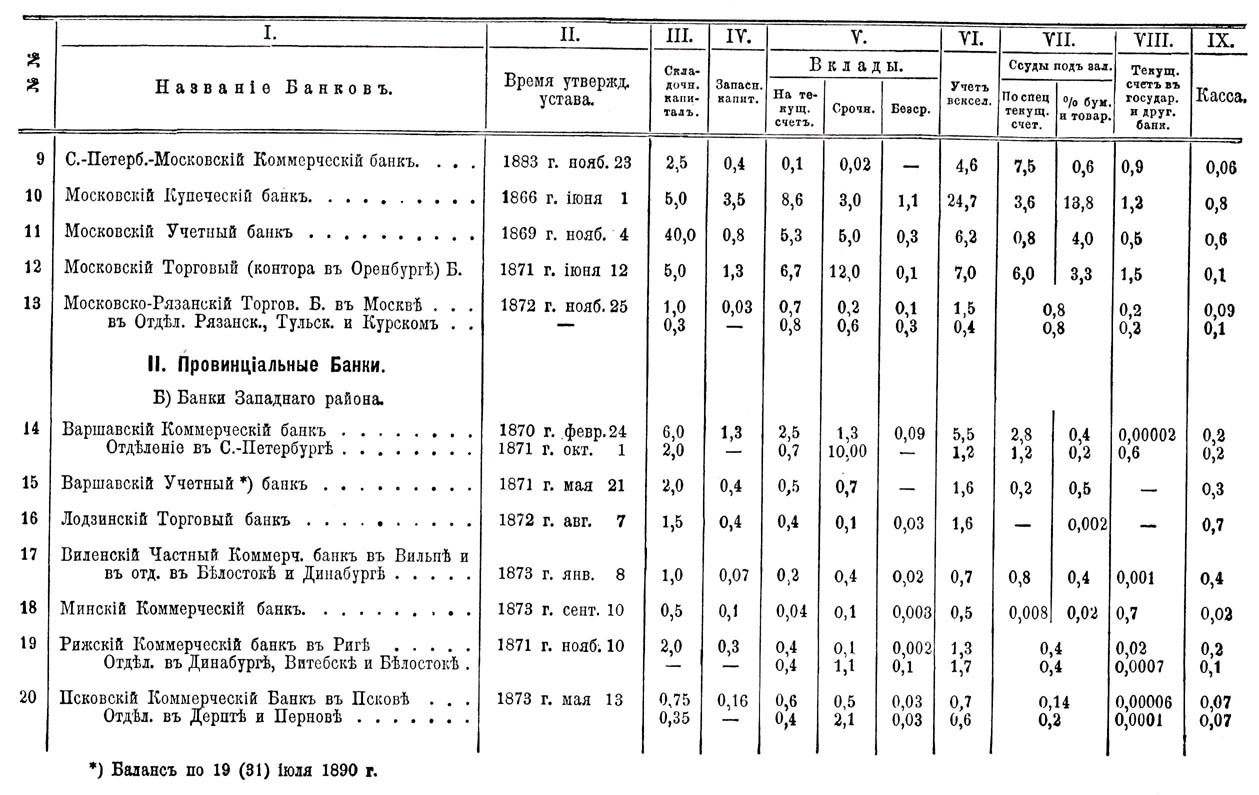 № №
I. II. III. IV. V. VI. VII. VIII. IX.
Названіе Банковъ.
Время утвержд. устава.
Скла-
дочн.
капи-
талъ.
Запасн.
капит.
Вклады.
На те-
кущ.
счетъ.
Срочн.
Безср.
Учетъ
вексел.
Ссуды подъ зал.
По спец
текущ.
счет.
% бум.
и товар.
Текущ.
счетъ въ
государ.
и друг.
банк.
Касса.
9 С.-Петерб.-Московскій Коммерческій банкъ. . . . 1883 г. нояб. 23 2,5 0,4 0,1 0,02 — 4,6 7,5 0,6 0,9 0,06
10 Московскій Купеческій банкъ. . . . . . . . . . 1866 г. іюня 1 5,0 3,5 8,6 3,0 1,1 24,7 3,6 13,8 1,2 0,8
11 Московскій Учетный банкъ . . . . . . . . . . 1869 г. нояб. 4 40,0 0,8 5,3 5,0 0,3 6,2 0,8 4,0 0,5 0,6
12 Московскій Торговый (контора въ Оренбургѣ) Б. 1871 г. іюня 12 5,0 1,3 6,7 12,0 0,1 7,0 6,0 3,3 1,5 0,1
13 Московско-Рязанскій Торгов. Б. въ Москвѣ . . . 1872 г. нояб. 25 1,0 0,03 0,7 0,2 0,1 1,5 0,8 0,2 0,09
въ Отдѣл. Рязанск., Тульск. и Курскомъ . . — 0,3 — 0,8 0,6 0,3 0,4 0,8 0,2 0,1
II. Провинціальные Банки.
Б) Банки Западнаго района.
14 Варшавскій Коммерческій банкъ . . . . . . . . 1870 г. февр. 24 6,0 1,3 2,5 1,3 0,09 5,5 2,8 0,4 0,00002 0,2
Отдѣленіе въ С.-Петербургѣ . . . . . . . . 1871 г. окт. 1 2,0 — 0,7 10,00 — 1,2 1,2 0,2 0,6 0,2
15 Варшавскій Учетный *) банкъ . . . . . . . . . 1871 г. мая 21 2,0 0,4 0,5 0,7 — 1,6 0,2 0,5 — 0,3
16 Лодзинскій Торговый банкъ . . . . . . . . . . 1872 г. авг. 7 1,5 0,4 0,4 0,1 0,03 1,6 — 0,002 — 0,7
17 Виленскій Частный Коммерч. банкъ въ Вильнѣ и
въ отд. въ Бѣлостокѣ и Динабургѣ . . . . . 1873 г. янв. 8 1,0 0,07 0,2 0,4 0,02 0,7 0,8 0,4 0,001 0,4
18 Минскій Коммерческій банкъ. . . . . . . . . . 1873 г. сент. 10 0,5 0,1 0,04 0,1 0,003 0,5 0,008 0,02 0,7 0,02
19 Рижскій Коммерческій банкъ въ Ригѣ . . . . . 1871 г. нояб. 10 2,0 0,3 0,4 0,1 0,002 1,3 0,4 0,02 0,2
Отдѣл. въ Динабургѣ, Витебскѣ и Бѣлостокѣ . — — 0,4 1,1 0,1 1,7 0,4 0,0007 0,1
20 Псковскій Коммерческій Банкъ въ Псковѣ . . . 1873 г. мая 13 0,75 0,16 0,6 0,5 0,03 0,7 0,14 0,00006 0,07
Отдѣл. въ Дерптѣ и Перновѣ . . . . . . . 0,35 — 0,4 2,1 0,03 0,6 0,2 0,0001 0,07
*) Балансъ по 19 (31) Іюля 1890 г.